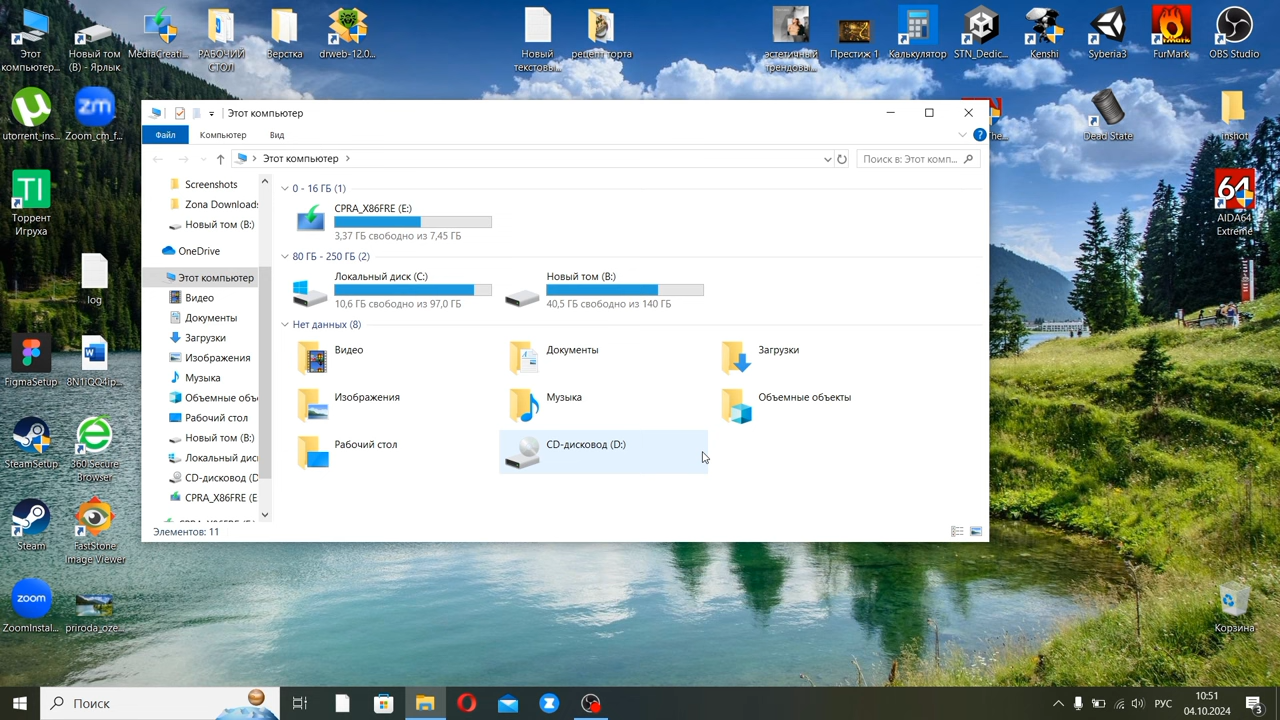 Этот
компьютер...
Новый том
(B) - Ярлык
MediaCreati...
РАБОЧИЙ
СТОЛ
Верстка
drweb-12.0...
Новый
текстовы...
рецепт торта
эстетичный
трендовы...
Престиж 1
Калькулятор
STN_Dedic...
Kenshi
Syberia3
FurMark
OBS Studio
utorrent_ins...
Zoom_cm_f...
Dead State
inshot
Торрент
Игруха
AIDA64
Extreme
log
FigmaSetup
8N1iQQ4ip...
SteamSetup
360 Secure
Browser
Steam
FastStone
Image Viewer
zoom
ZoomInstal...
priroda_oze...
Корзина
Этот компьютер
Файл
Компьютер
Вид
Этот компьютер
Поиск в: Этот комп...
Screenshots
Zona Downloads
Новый том (B:)
OneDrive
Этот компьютер
Видео
Документы
Загрузки
Изображения
Музыка
Объемные объе
Рабочий стол
Новый том (B:)
Локальный диск
CD-дисковод (D
CPRA_X86FRE (E
0 - 16 ГБ (1)
CPRA_X86FRE (E:)
3,37 ГБ свободно из 7,45 ГБ
80 ГБ - 250 ГБ (2)
Локальный диск (C:)
10,6 ГБ свободно из 97,0 ГБ
Новый том (B:)
40,5 ГБ свободно из 140 ГБ
Нет данных (8)
Видео
Документы
Загрузки
Изображения
Музыка
Объемные объекты
Рабочий стол
CD-дисковод (D:)
Элементов: 11
Поиск
РУС
10:51
04.10.2024
3